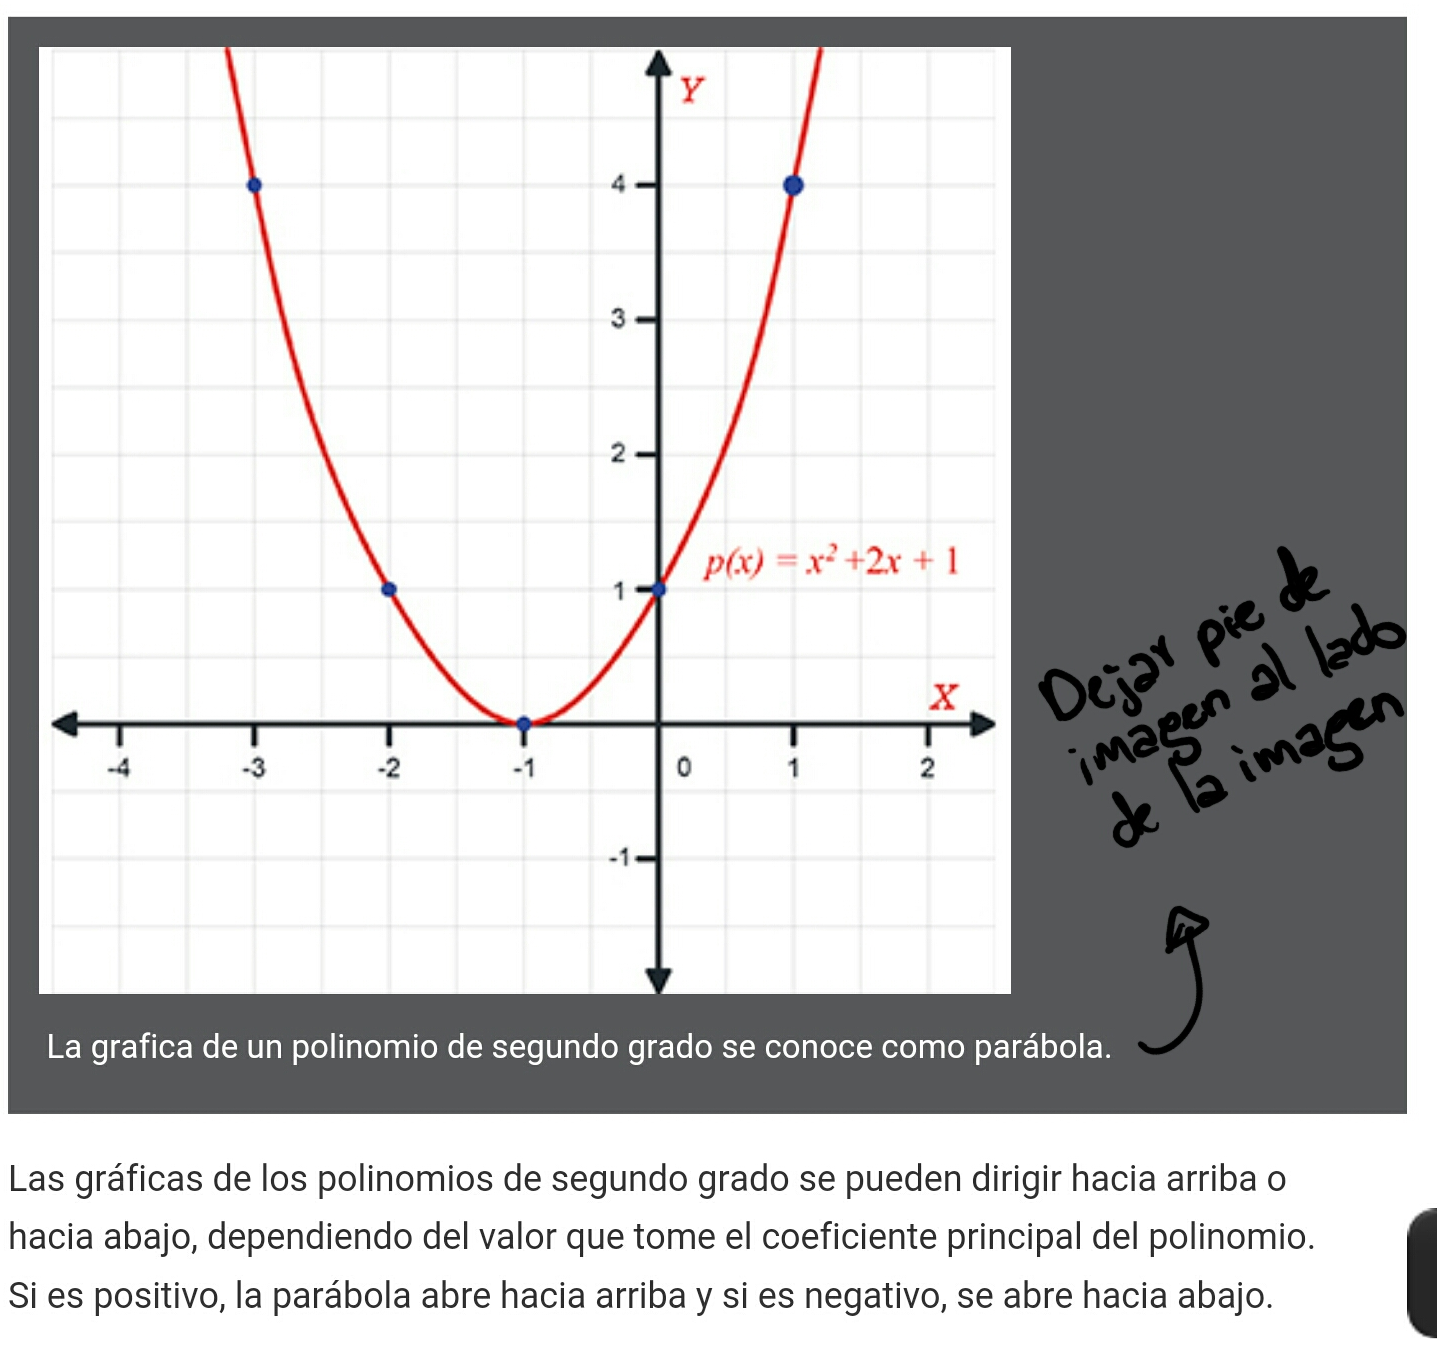 Y
4
3
2
p(x) = x² +2x + 1
1
X
-4 -3 -2 -1 0 1 2
-1
Dejar pie de
imagen al lado
de la imagen
La grafica de un polinomio de segundo grado se conoce como parábola.
Las gráficas de los polinomios de segundo grado se pueden dirigir hacia arriba o
hacia abajo, dependiendo del valor que tome el coeficiente principal del polinomio.
Si es positivo, la parábola abre hacia arriba y si es negativo, se abre hacia abajo.